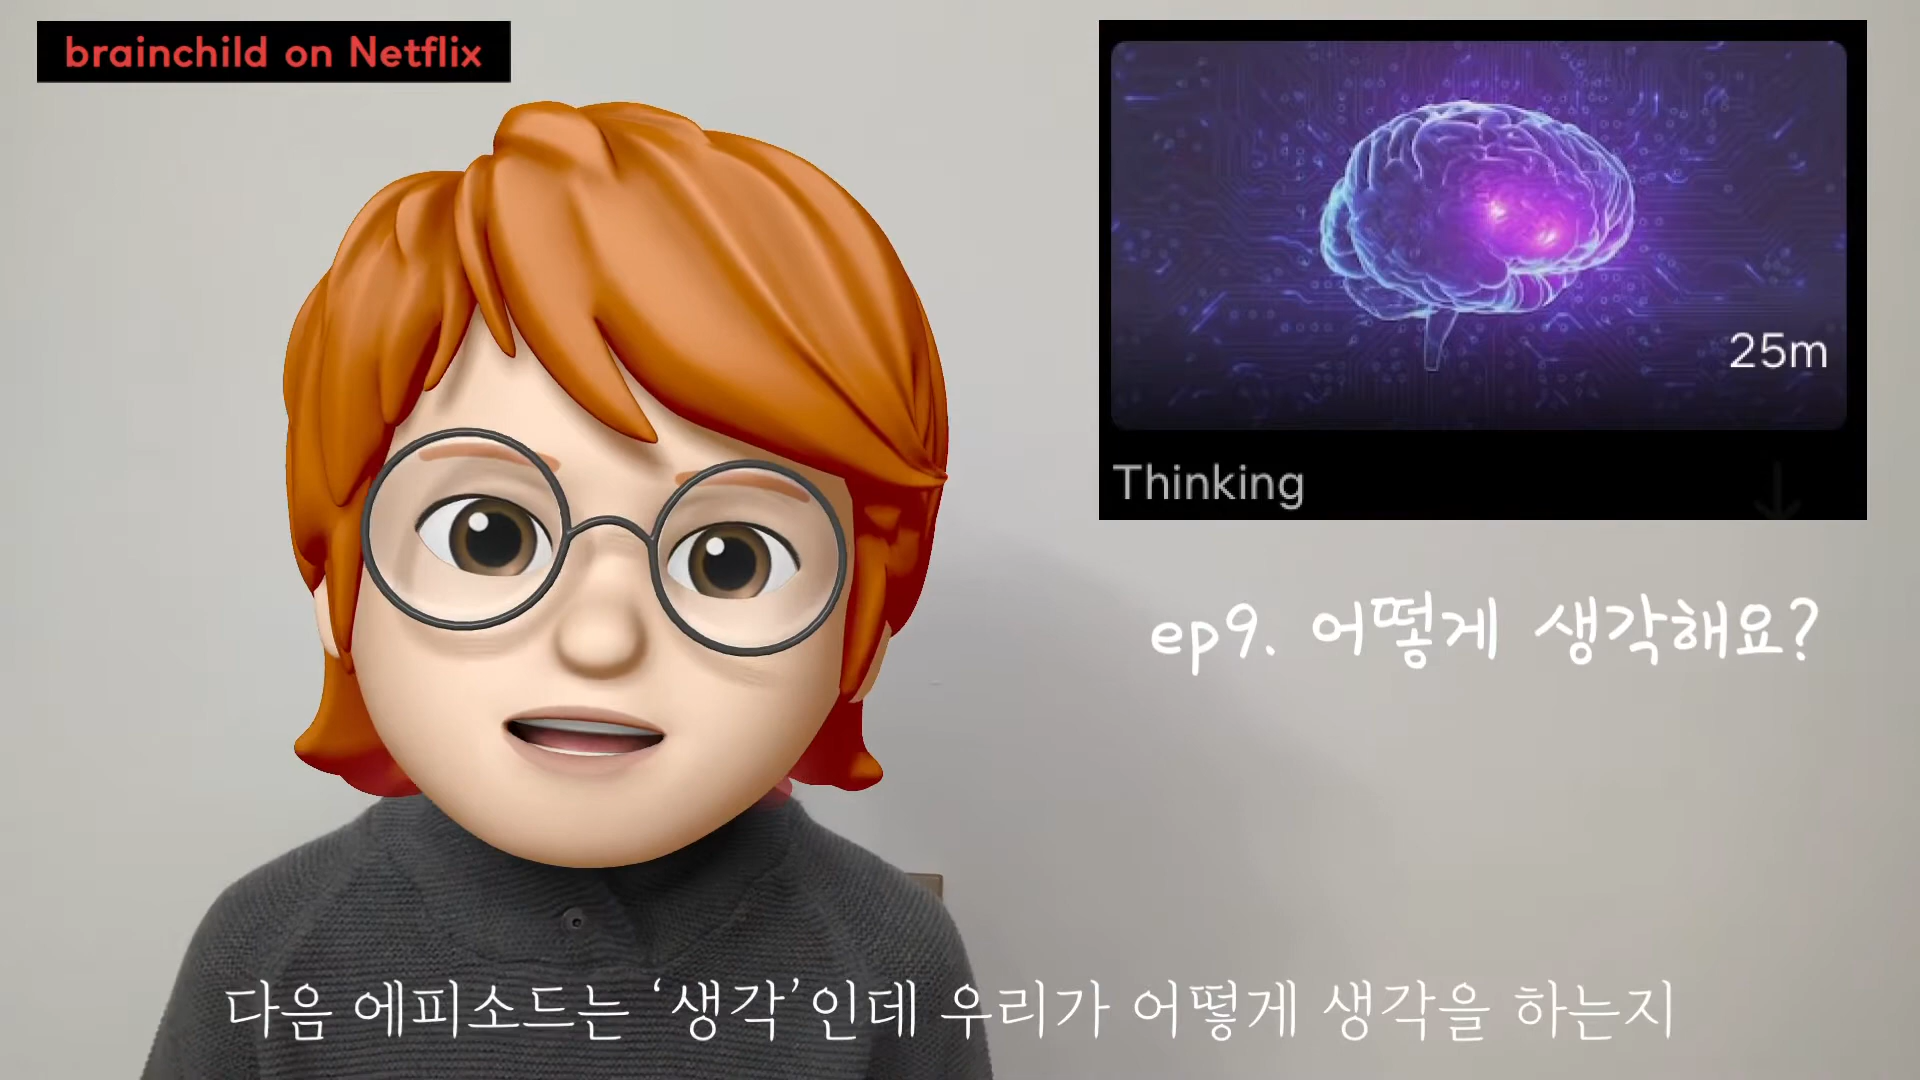 brainchild on Netflix
25m
Thinking
ep9. 어떻게 생각해요?
다음 에피소드는 ‘생각’인데 우리가 어떻게 생각을 하는지